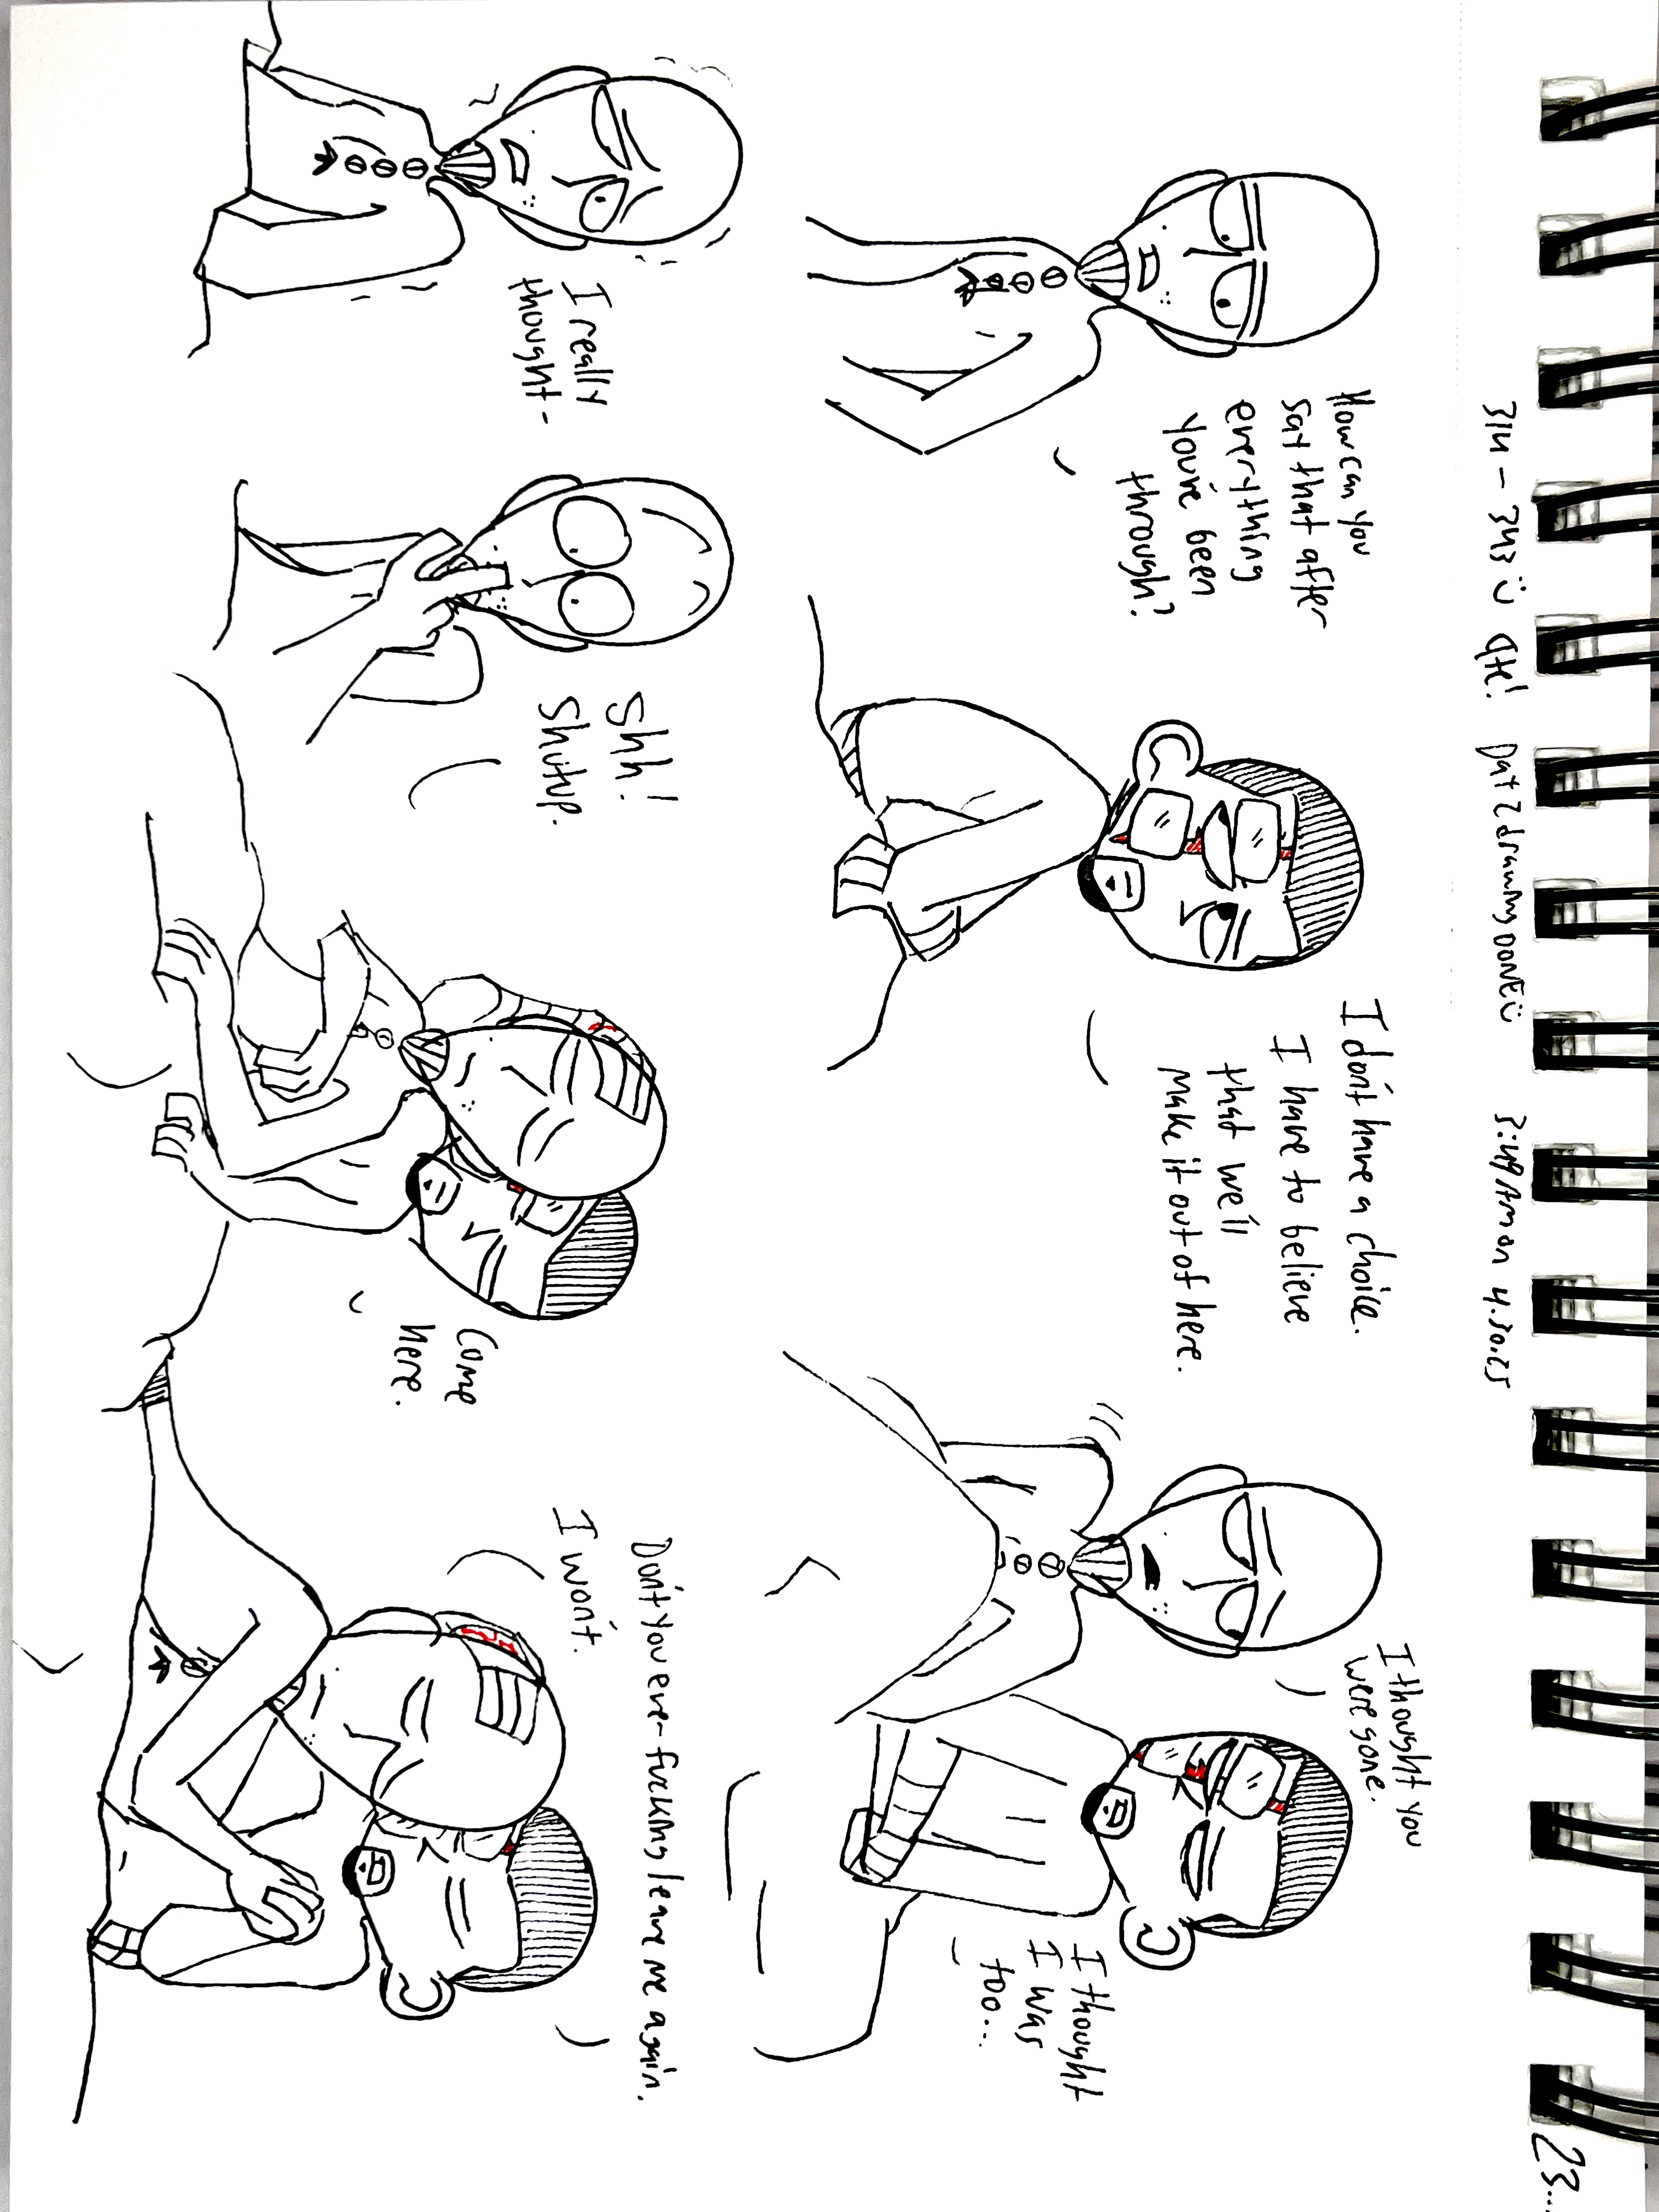 23...
314 – 343 Ü Qte! Day 2 drawing DONE Ü 3:49 AM on 4.30.25
How can you
say that after
everything
you've been
through?
I don't have a choice.
I have to believe
that we'll
make it out of here.
I thought you
were gone.
I thought
I was
too...
I really
thought-
Shh!
Shutup.
Come
here.
Don't you ever fucking leave me again.
I won't.